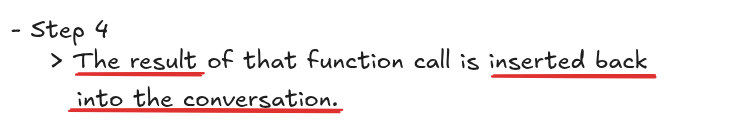 - Step 4
> The result of that function call is inserted back
into the conversation.